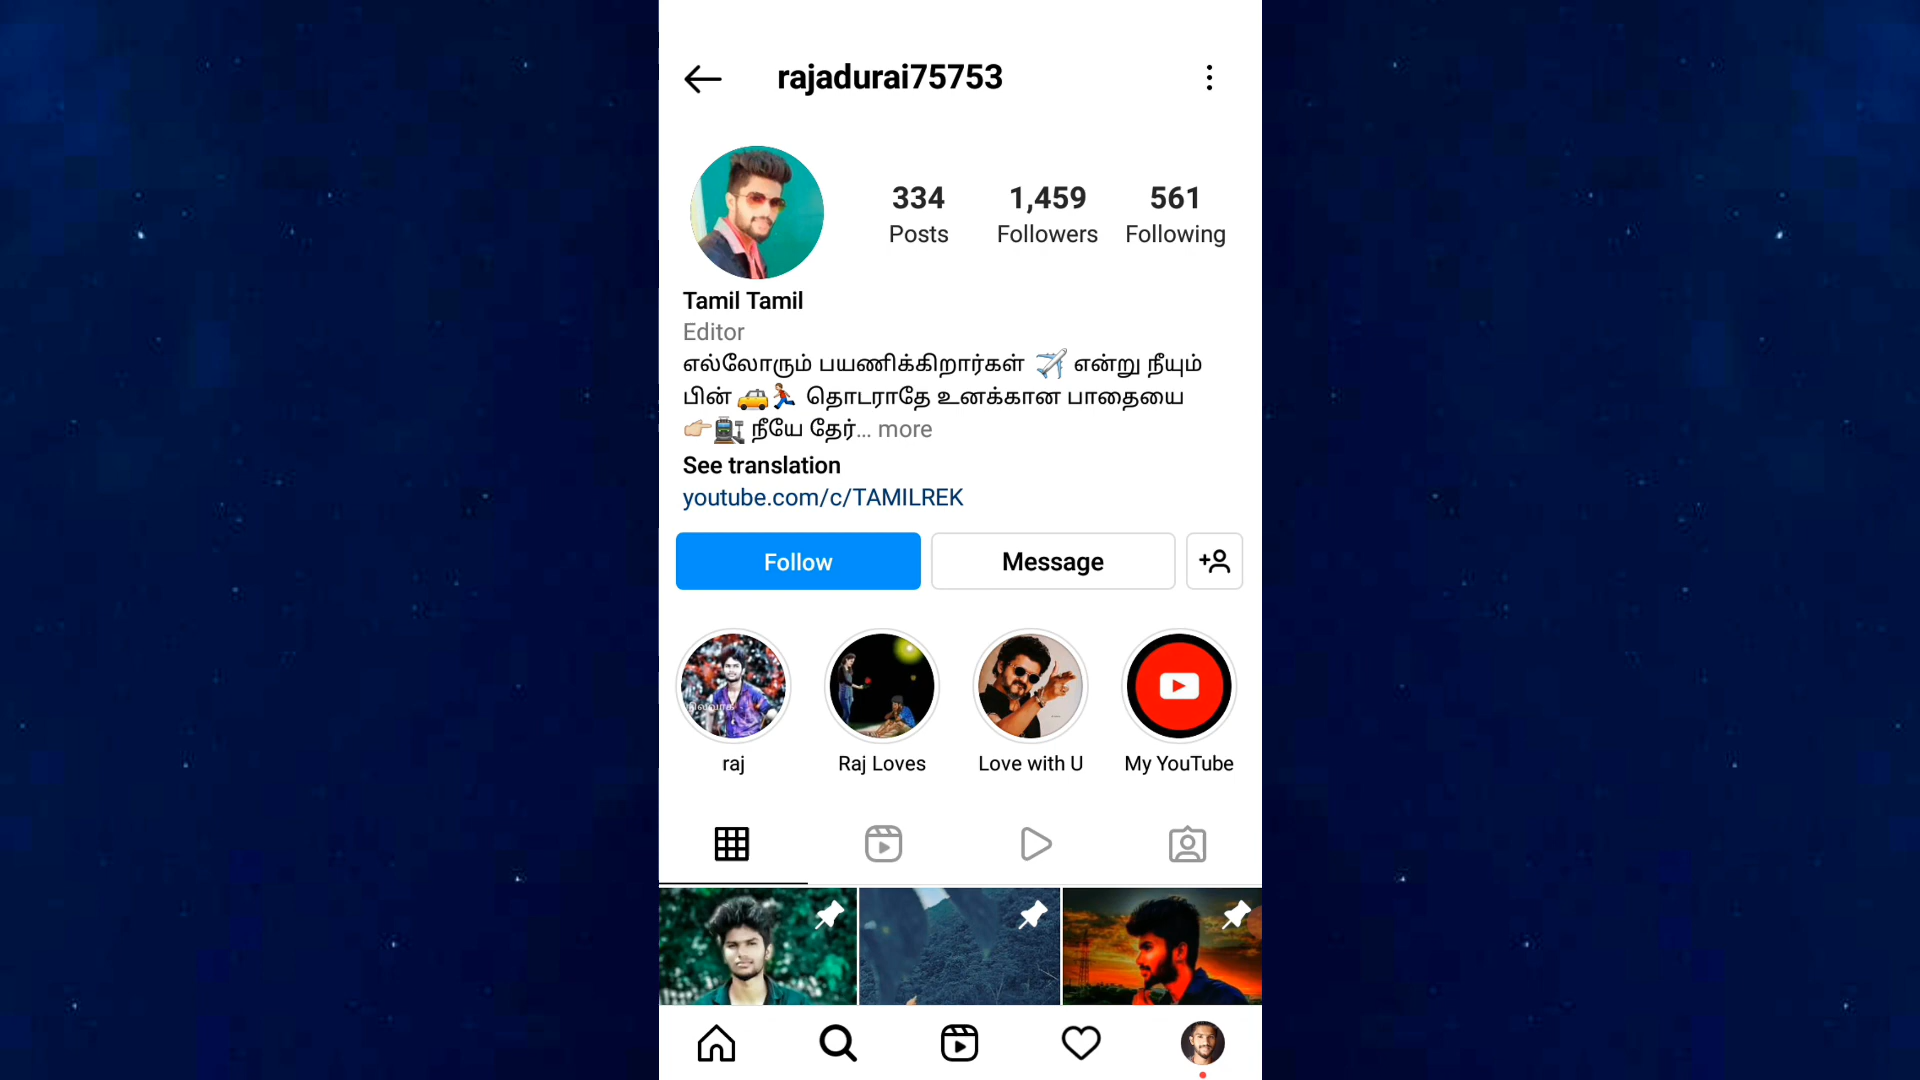 rajadurai75753
334 1,459 561
Posts Followers Following
Tamil Tamil
Editor
எல்லோரும் பயணிக்கிறார்கள் ✈️ என்று நீயும்
பின் 🚕🏃 தொடராதே உனக்கான பாதையை
👉🏼🚉 நீயே தேர்... more
See translation
youtube.com/c/TAMILREK
Follow Message
raj Raj Loves Love with U My YouTube